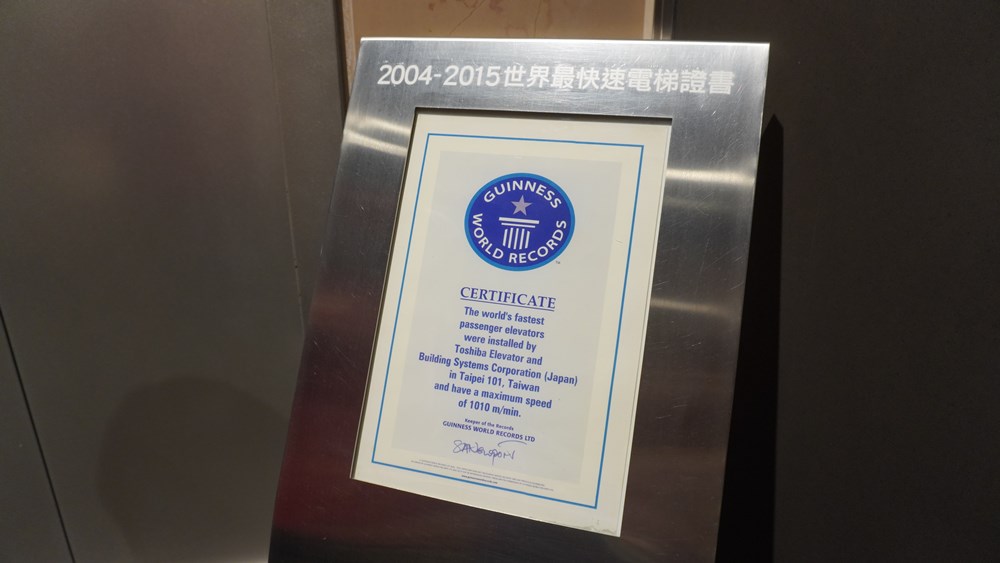 2004-2015世界最快速電梯證書
GUINNESS
WORLD RECORDS
CERTIFICATE
The world's fastest
passenger elevators
were installed by
Toshiba Elevator and
Building Systems Corporation (Japan)
in Taipei 101, Taiwan
and have a maximum speed
of 1010 m/min.
Keeper of the Records
GUINNESS WORLD RECORDS LTD